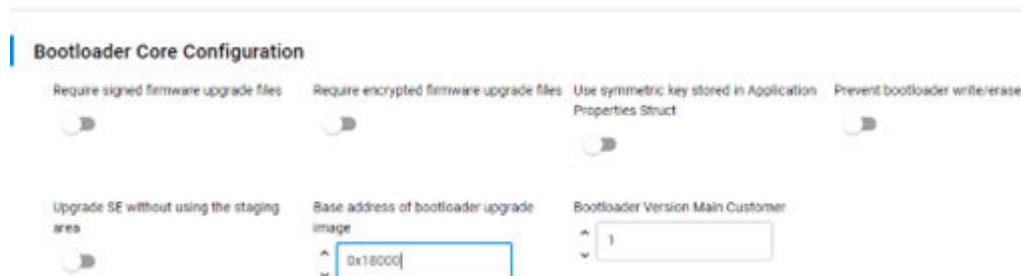 Bootloader Core Configuration
Require signed firmware upgrade files
Require encrypted firmware upgrade files
Use symmetric key stored in Application
Properties Struct
Prevent bootloader write/erase
Upgrade SE without using the staging
area
Base address of bootloader upgrade
image
0x18000
Bootloader Version Main Customer
1